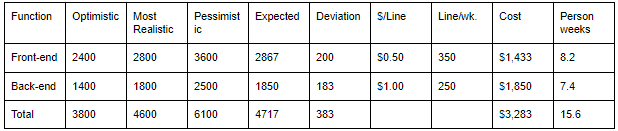 Function Optimistic Most Realistic Pessimist ic Expected Deviation $/Line Line/wk. Cost Person weeks
Front-end 2400 2800 3600 2867 200 $0.50 350 $1,433 8.2
Back-end 1400 1800 2500 1850 183 $1.00 250 $1,850 7.4
Total 3800 4600 6100 4717 383 $3,283 15.6